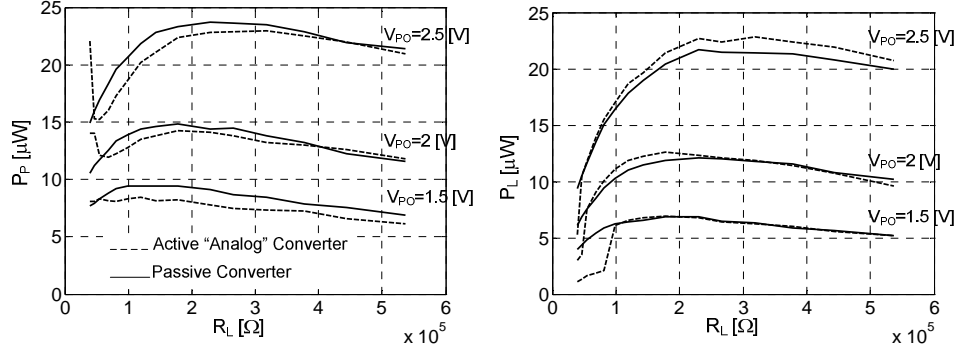 25
20
15
10
5
0
P_P [μW]
V_PO=2.5 [V]
V_PO=2 [V]
V_PO=1.5 [V]
Active “Analog” Converter
Passive Converter
0 1 2 3 4 5 6
R_L [Ω]
x 10^5
25
20
15
10
5
0
P_L [μW]
V_PO=2.5 [V]
V_PO=2 [V]
V_PO=1.5 [V]
0 1 2 3 4 5 6
R_L [Ω]
x 10^5